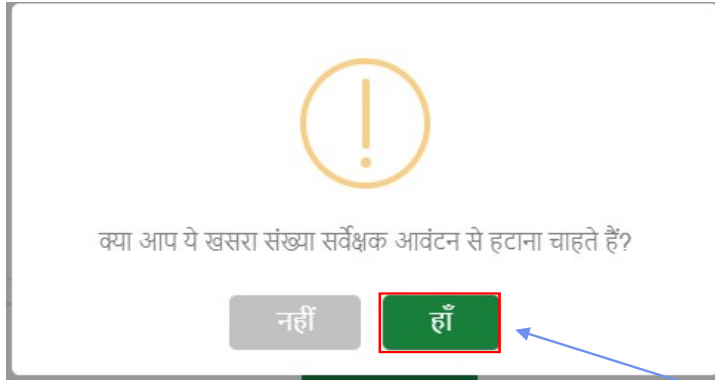 क्या आप ये खसरा संख्या सर्वेक्षक आवंटन से हटाना चाहते हैं?
नहीं
हाँ